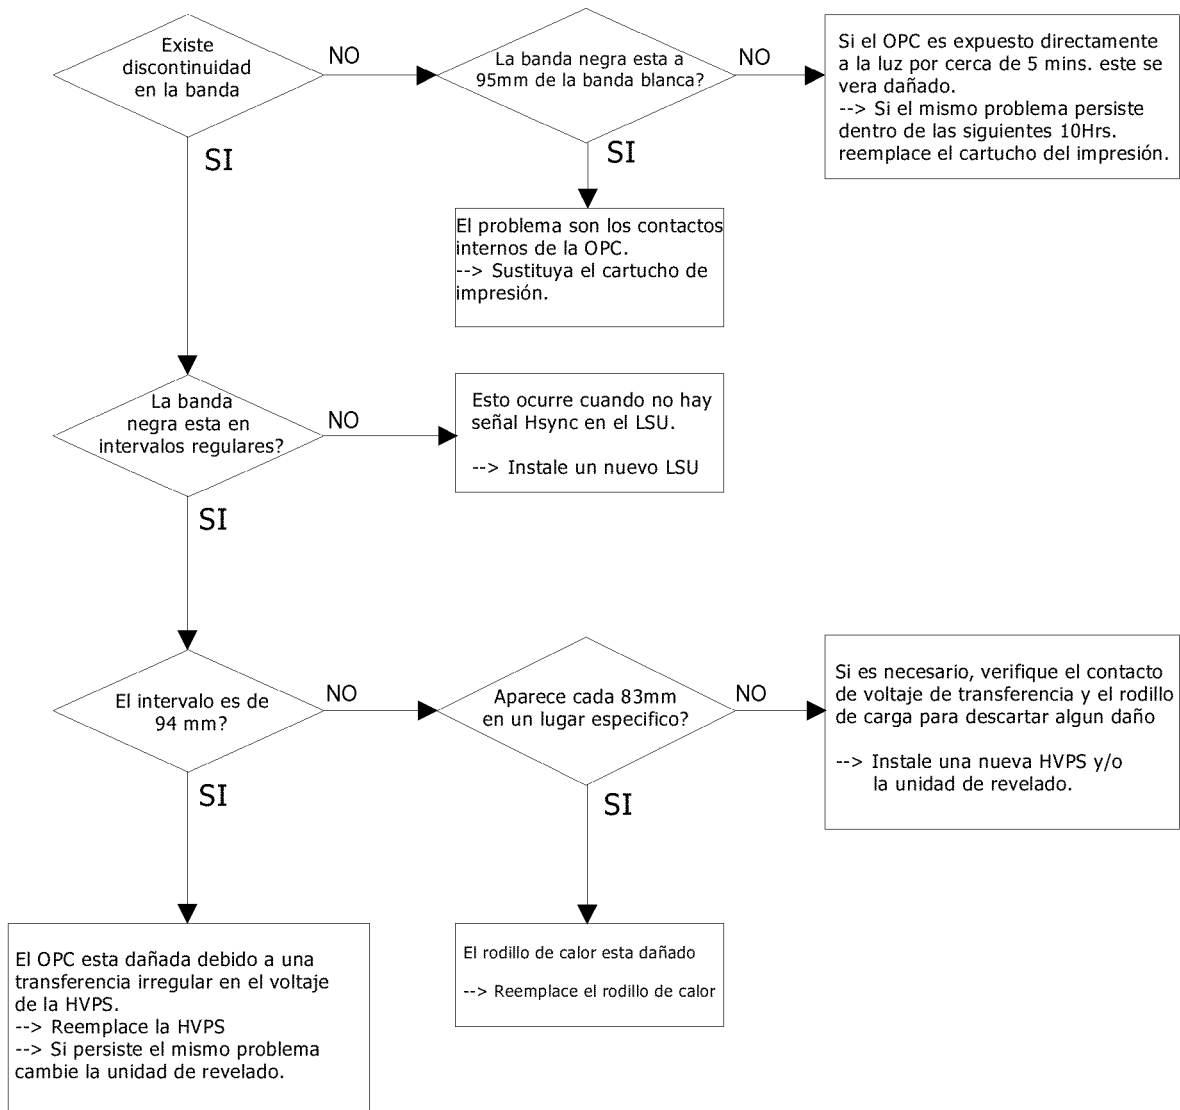 Existe
discontinuidad
en la banda
NO
La banda negra esta a
95mm de la banda blanca?
NO
Si el OPC es expuesto directamente
a la luz por cerca de 5 mins. este se
vera dañado.
--> Si el mismo problema persiste
dentro de las siguientes 10Hrs.
reemplace el cartucho del impresión.
SI
SI
El problema son los contactos
internos de la OPC.
--> Sustituya el cartucho de
impresión.
La banda
negra esta en
intervalos regulares?
NO
Esto ocurre cuando no hay
señal Hsync en el LSU.
--> Instale un nuevo LSU
SI
El intervalo es de
94 mm?
NO
Aparece cada 83mm
en un lugar especifico?
NO
Si es necesario, verifique el contacto
de voltaje de transferencia y el rodillo
de carga para descartar algun daño
--> Instale una nueva HVPS y/o
la unidad de revelado.
SI
SI
El OPC esta dañada debido a una
transferencia irregular en el voltaje
de la HVPS.
--> Reemplace la HVPS
--> Si persiste el mismo problema
cambie la unidad de revelado.
El rodillo de calor esta dañado
--> Reemplace el rodillo de calor